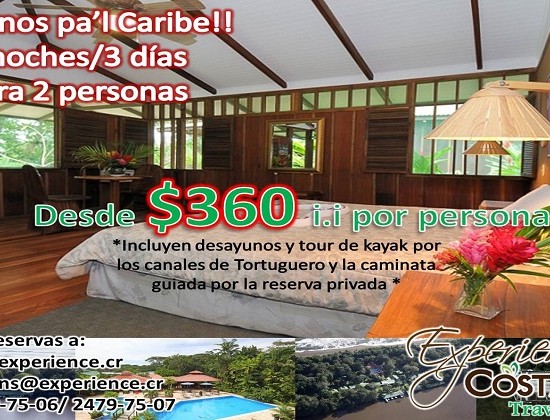 nos pa'l Caribe!!
noches/3 días
ra 2 personas
Desde $360 i.i por persona
*Incluyen desayunos y tour de kayak por
los canales de Tortuguero y la caminata
guiada por la reserva privada *
eservas a:
experience.cr
ns@experience.cr
-75-06/ 2479-75-07
Experien
COST
Trav